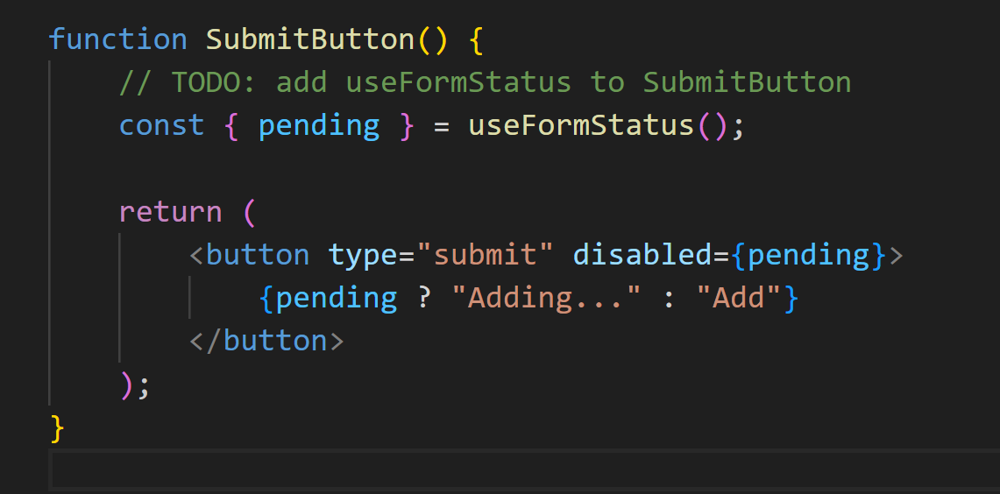 function SubmitButton() {
    // TODO: add useFormStatus to SubmitButton
    const { pending } = useFormStatus();

    return (
        <button type="submit" disabled={pending}>
            {pending ? "Adding..." : "Add"}
        </button>
    );
}